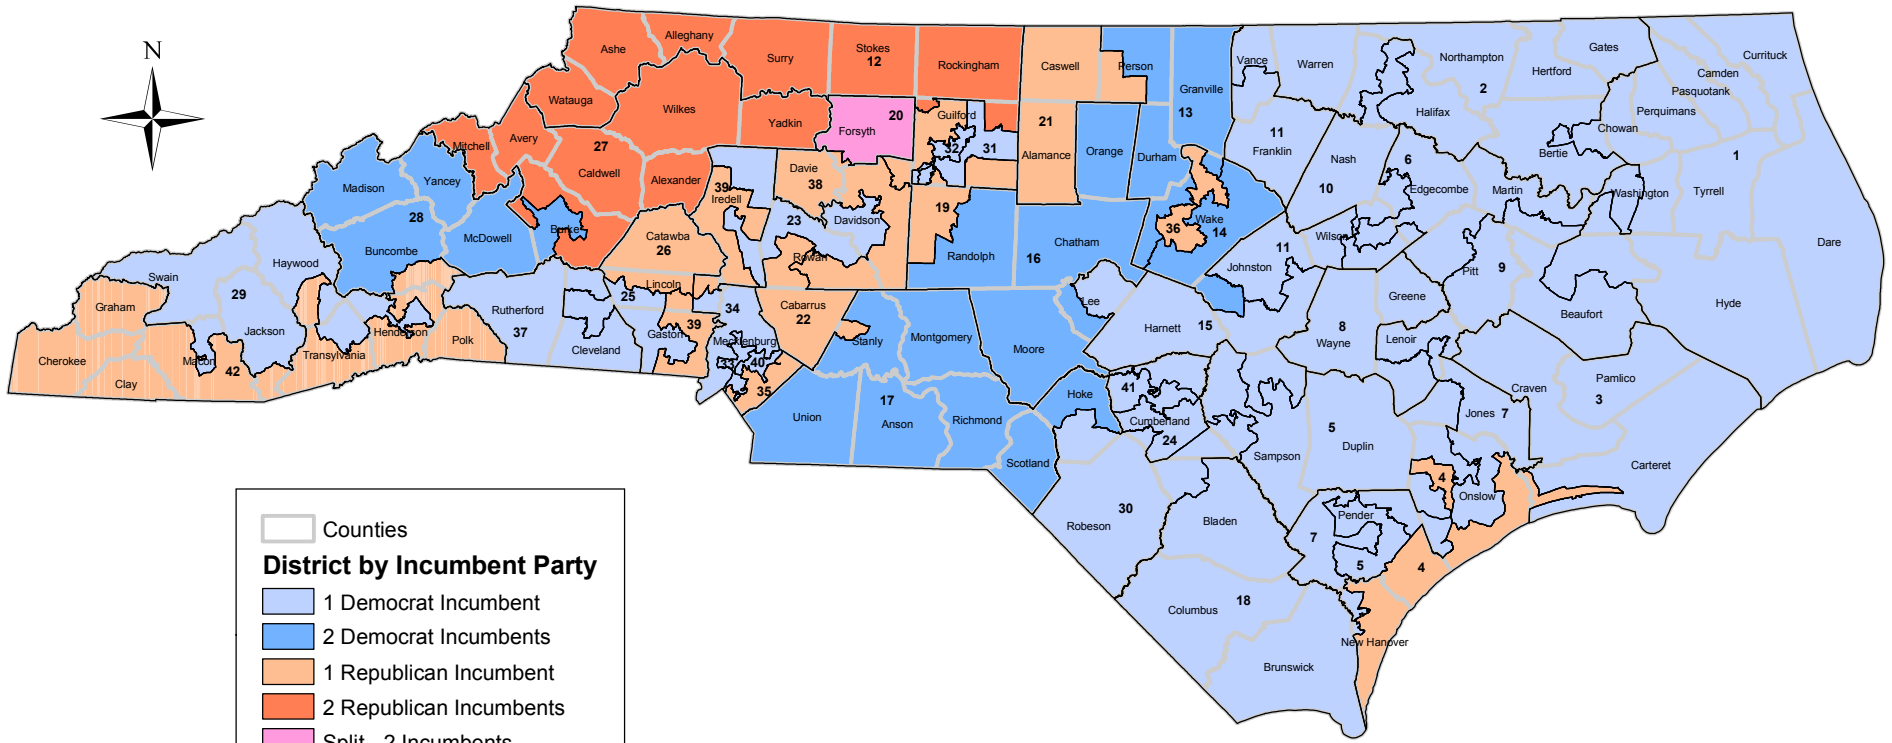 N
Ashe
Alleghany
Surry
Stokes
12
Rockingham
Caswell
Person
Granville
13
Vance
Warren
Northampton
2
Halifax
Hertford
Gates
Currituck
Camden
Pasquotank
Perquimans
Chowan
1
Watauga
Wilkes
Yadkin
Forsyth
20
Guilford
32
31
21
Alamance
Orange
Durham
11
Franklin
Nash
10
6
Edgecombe
Martin
Bertie
Washington
Tyrrell
Dare
Mitchell
Avery
27
Caldwell
Alexander
39
Iredell
Davie
38
23
Davidson
19
Randolph
Chatham
16
Wake
14
36
Johnston
11
Wilson
Pitt
9
Greene
Beaufort
Hyde
Madison
Yancey
28
Buncombe
McDowell
Burke
Catawba
26
Rowan
Lincoln
Swain
Haywood
29
Graham
Jackson
Rutherford
37
25
34
39
Gaston
Cabarrus
22
Stanly
Montgomery
Moore
Lee
Harnett
15
8
Wayne
Lenoir
Cherokee
Clay
Macon
42
Transylvania
Henderson
Polk
Cleveland
Mecklenburg
33
40
35
Union
17
Anson
Richmond
Scotland
Hoke
41
Cumberland
24
Sampson
5
Duplin
Jones 7
Craven
Pamlico
3
Carteret
4
Onslow
Robeson
30
Bladen
Pender
7
5
4
Columbus
18
New Hanover
Brunswick
Counties
District by Incumbent Party
1 Democrat Incumbent
2 Democrat Incumbents
1 Republican Incumbent
2 Republican Incumbents
Split - 2 Incumbents